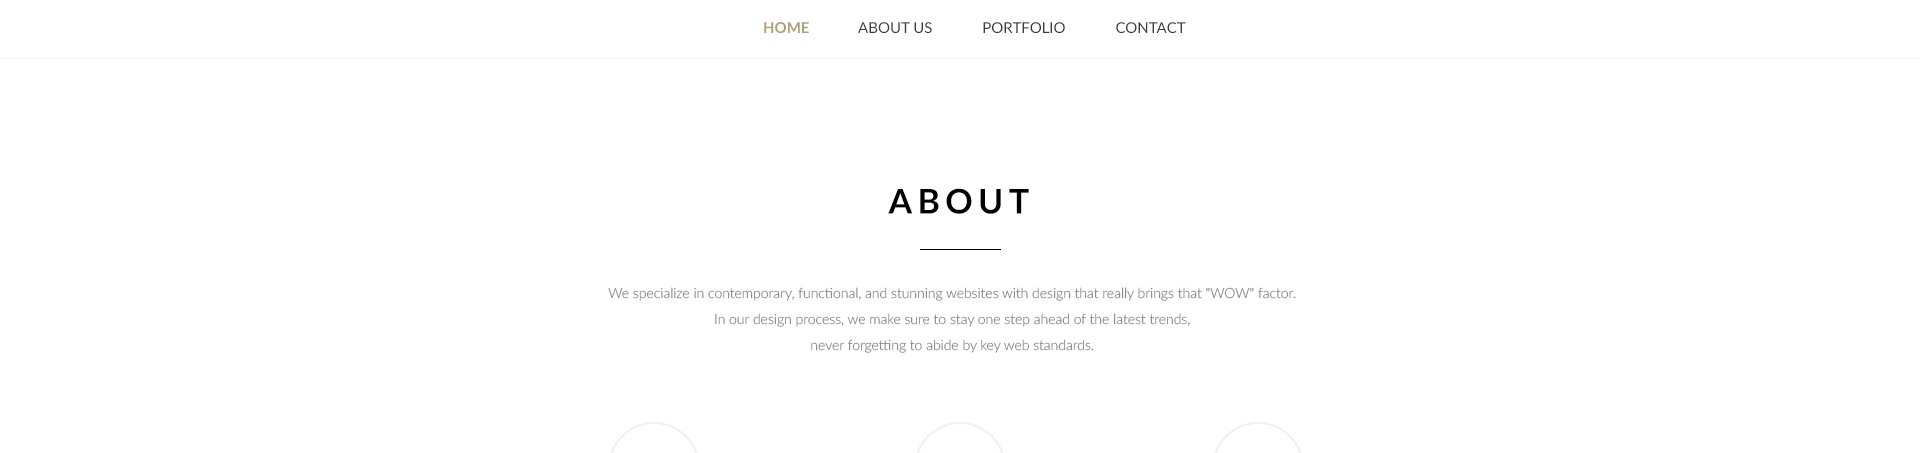 HOME ABOUT US PORTFOLIO CONTACT
ABOUT
We specialize in contemporary, functional, and stunning websites with design that really brings that "WOW" factor.
In our design process, we make sure to stay one step ahead of the latest trends,
never forgetting to abide by key web standards.